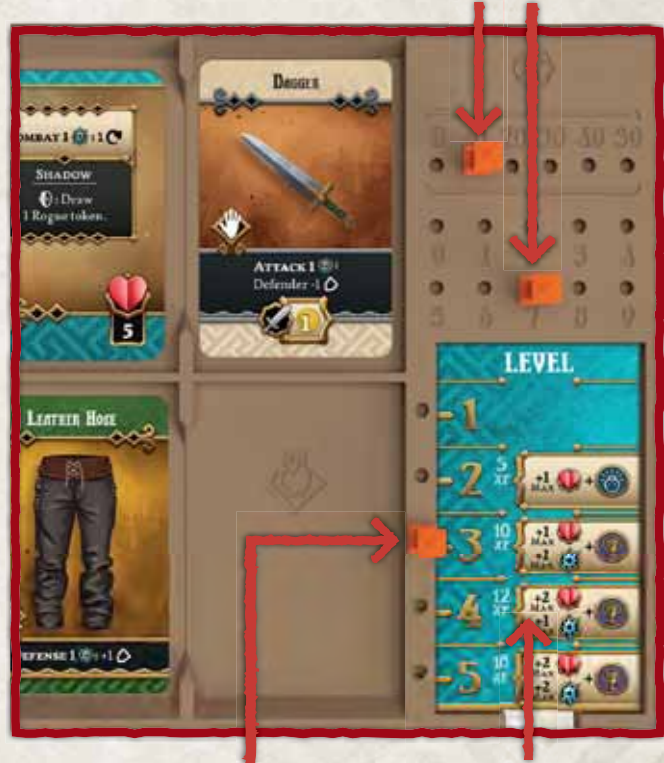 OMBAT 1 : 1
SHADOW
: Draw
1 Rogue token.
5
DAGGER
ATTACK 1 :
Defender -1
1
0 20 30 40 50
0 1 3 4
5 6 7 8 9
LEATHER HOSE
EFENSE 1 : +1
LEVEL
1
2 5 XP +1 MAX +
3 10 XP +1 MAX +1 +
4 12 XP +2 MAX +1 +
5 10 +2 MAX +2 +